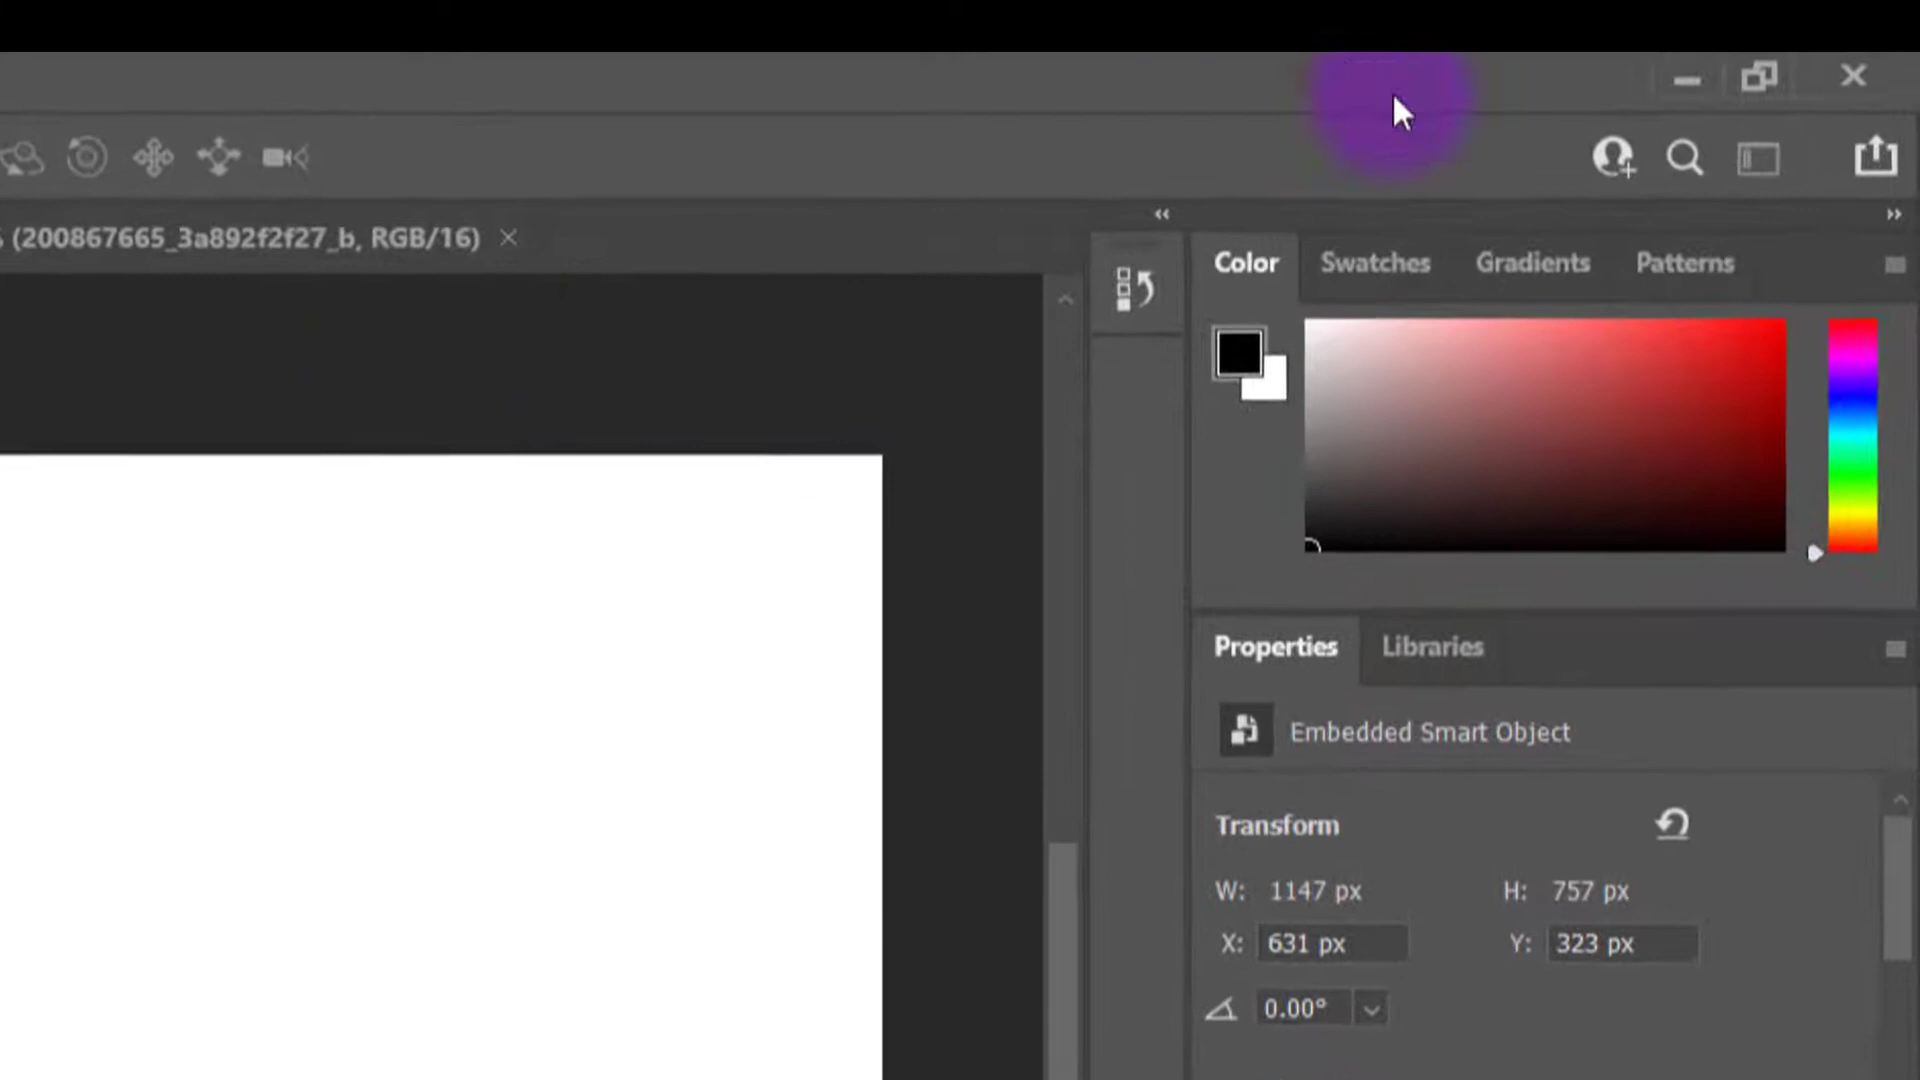 (200867665_3a892f2f27_b, RGB/16)
Color Swatches Gradients Patterns
Properties Libraries
Embedded Smart Object
Transform
W: 1147 px H: 757 px
X: 631 px Y: 323 px
0.00°